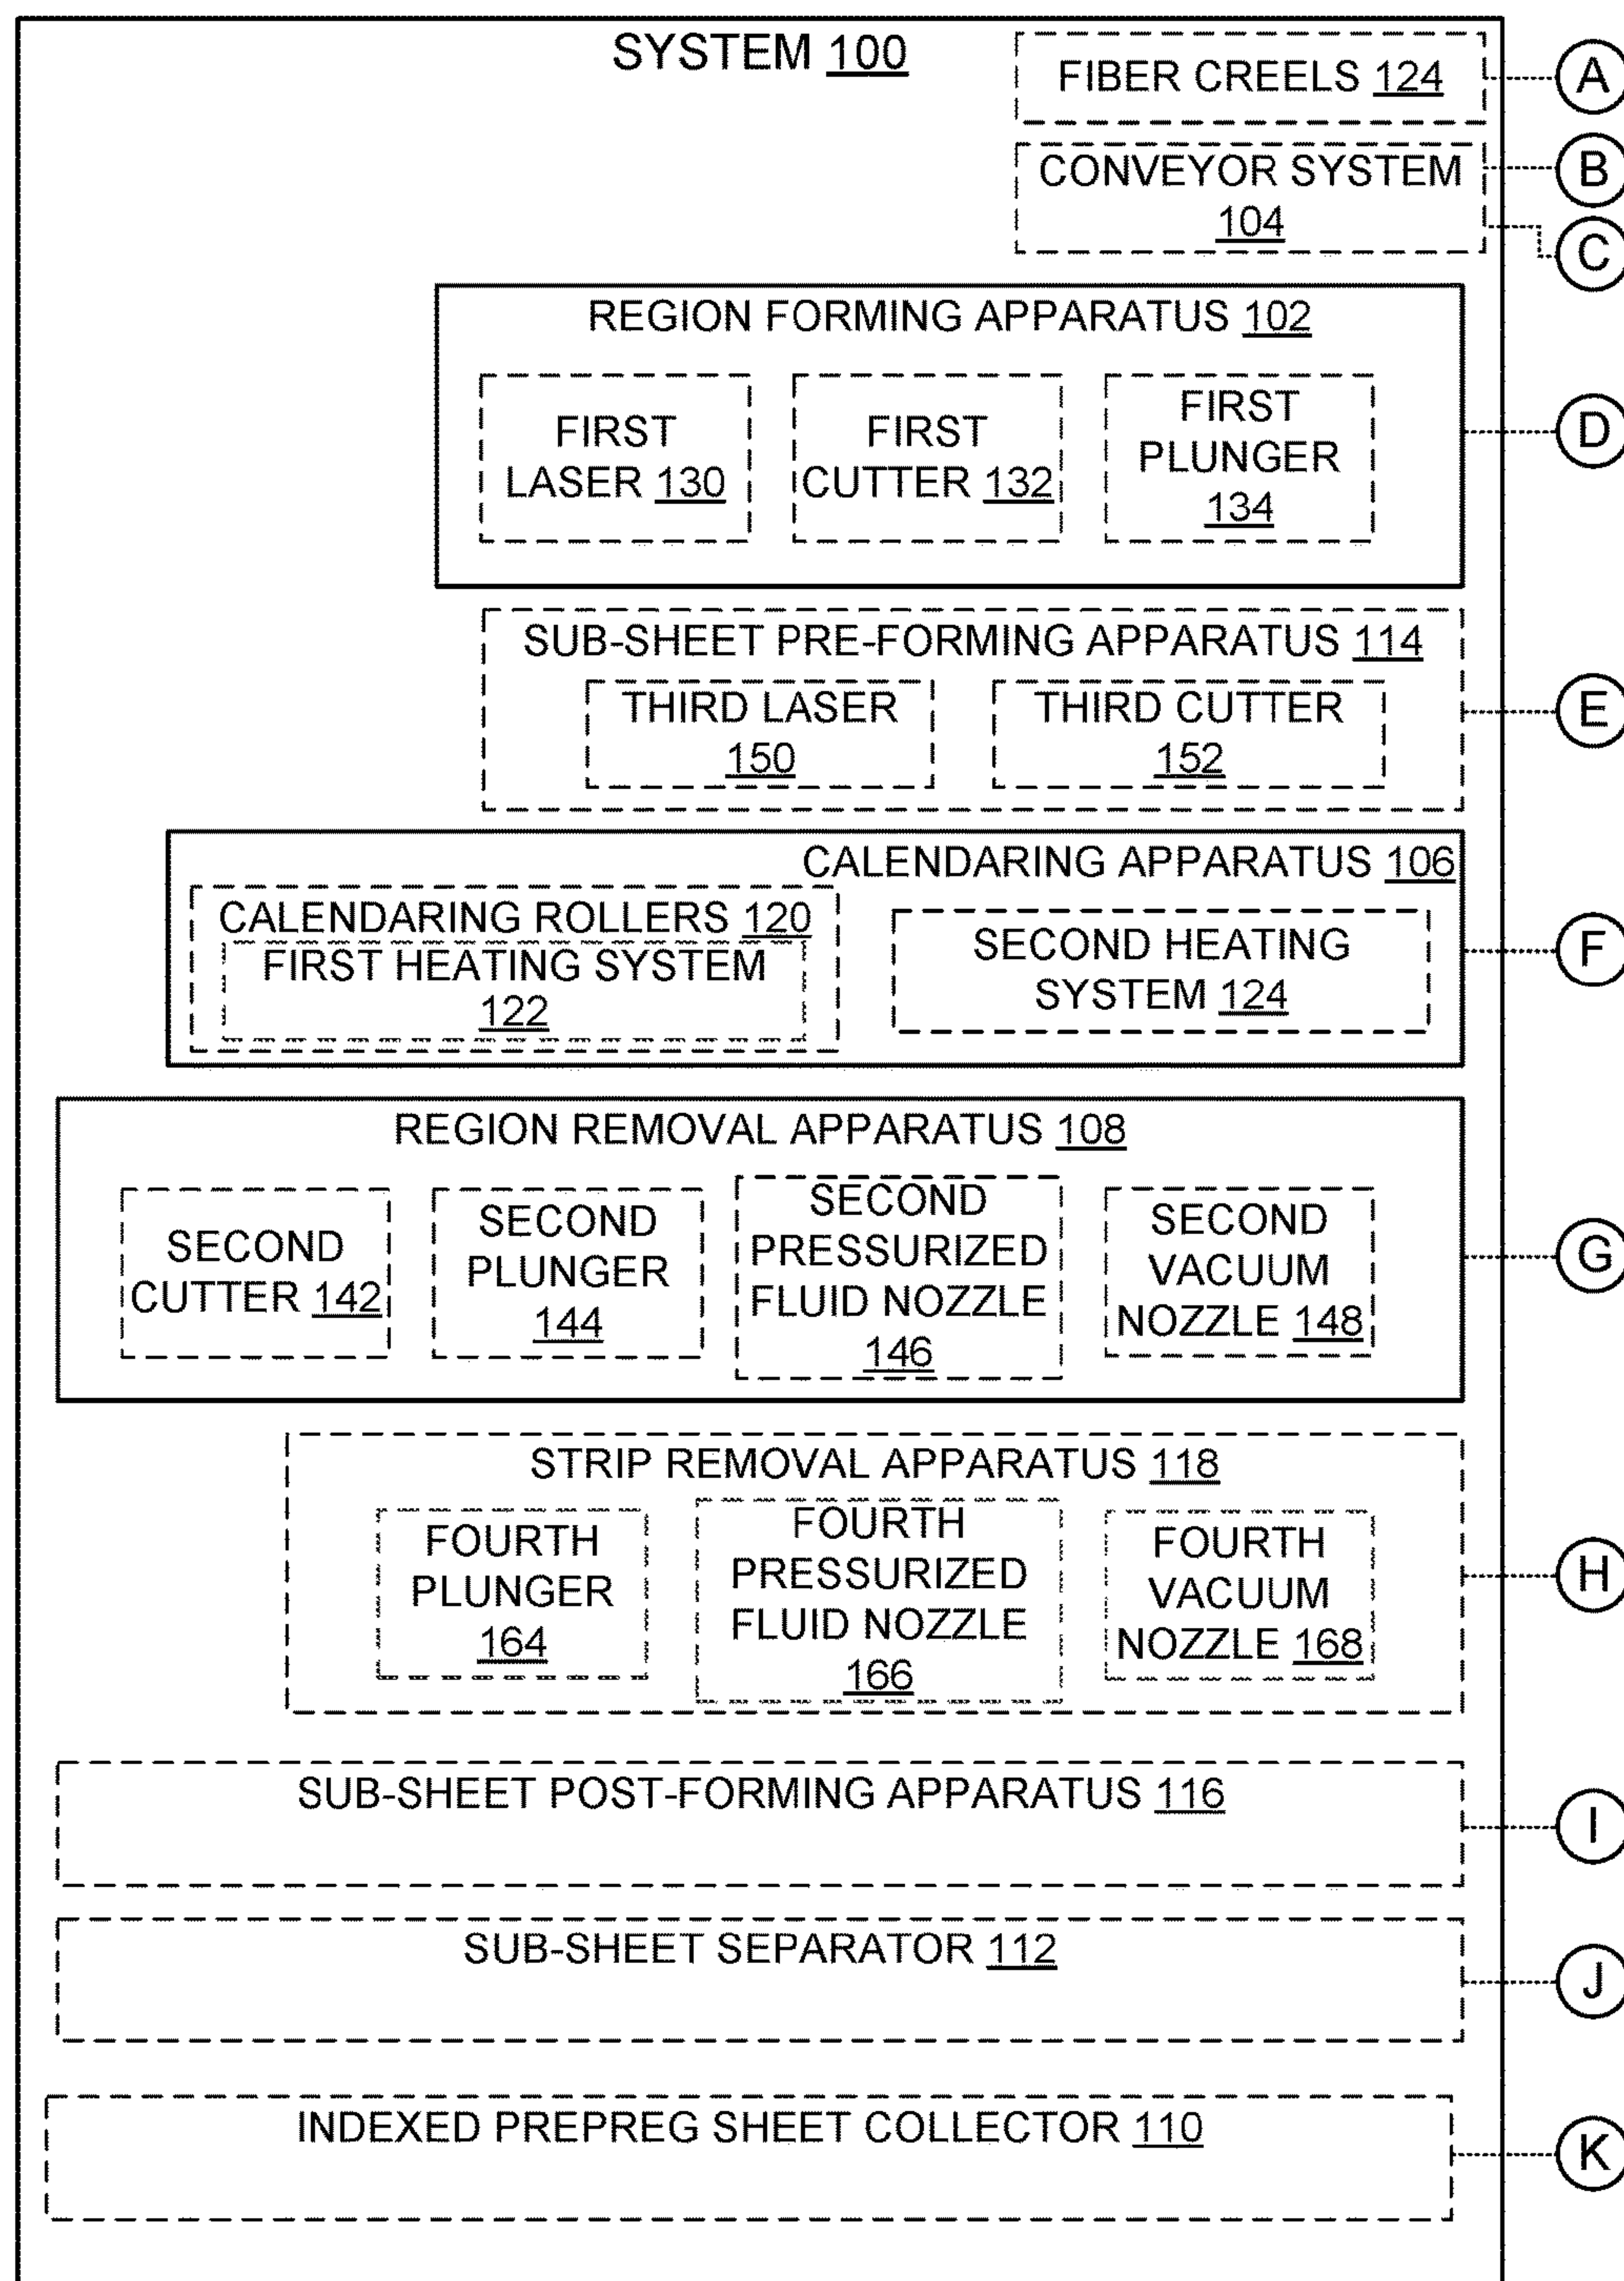 SYSTEM 100
FIBER CREELS 124
A
CONVEYOR SYSTEM
104
B
C
REGION FORMING APPARATUS 102
FIRST
LASER 130
FIRST
CUTTER 132
FIRST
PLUNGER
134
D
SUB-SHEET PRE-FORMING APPARATUS 114
THIRD LASER
150
THIRD CUTTER
152
E
CALENDARING APPARATUS 106
CALENDARING ROLLERS 120
FIRST HEATING SYSTEM
122
SECOND HEATING
SYSTEM 124
F
REGION REMOVAL APPARATUS 108
SECOND
CUTTER 142
SECOND
PLUNGER
144
SECOND
PRESSURIZED
FLUID NOZZLE
146
SECOND
VACUUM
NOZZLE 148
G
STRIP REMOVAL APPARATUS 118
FOURTH
PLUNGER
164
FOURTH
PRESSURIZED
FLUID NOZZLE
166
FOURTH
VACUUM
NOZZLE 168
H
SUB-SHEET POST-FORMING APPARATUS 116
I
SUB-SHEET SEPARATOR 112
J
INDEXED PREPREG SHEET COLLECTOR 110
K